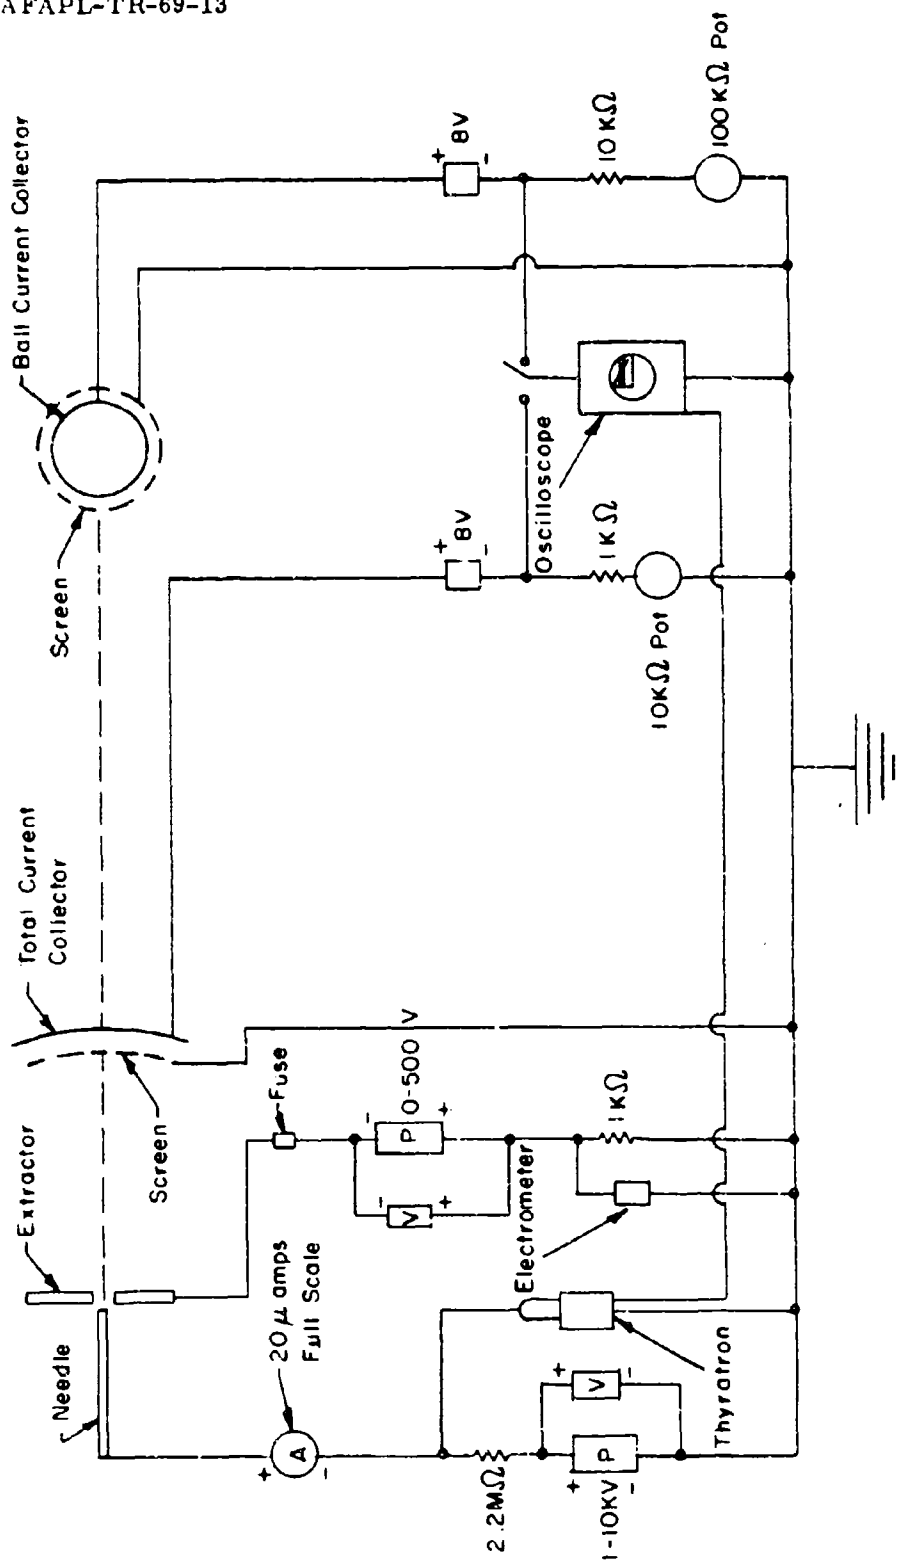 AFAPL-TR-69-13
Needle
Extractor
Screen
Total Current
Collector
Screen
Ball Current Collector
20 μ amps
Full Scale
+
A
-
Fuse
-
P
0-500 V
+
-
V
+
+
8V
-
+
8V
-
Electrometer
1KΩ
Oscilloscope
1KΩ
10KΩ Pot
10KΩ
100KΩ Pot
2.2MΩ
+
1-10KV
P
-
+
V
-
Thyratron